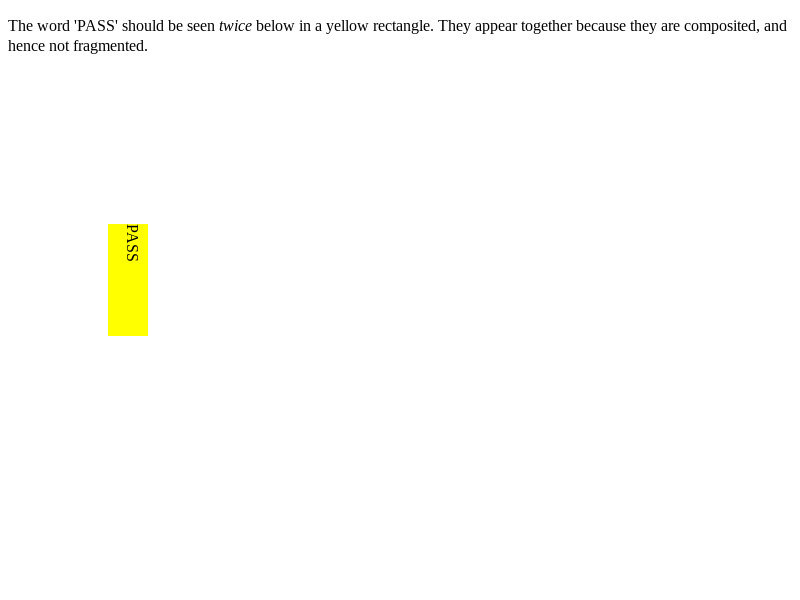 The word 'PASS' should be seen twice below in a yellow rectangle. They appear together because they are composited, and
hence not fragmented.
PASS